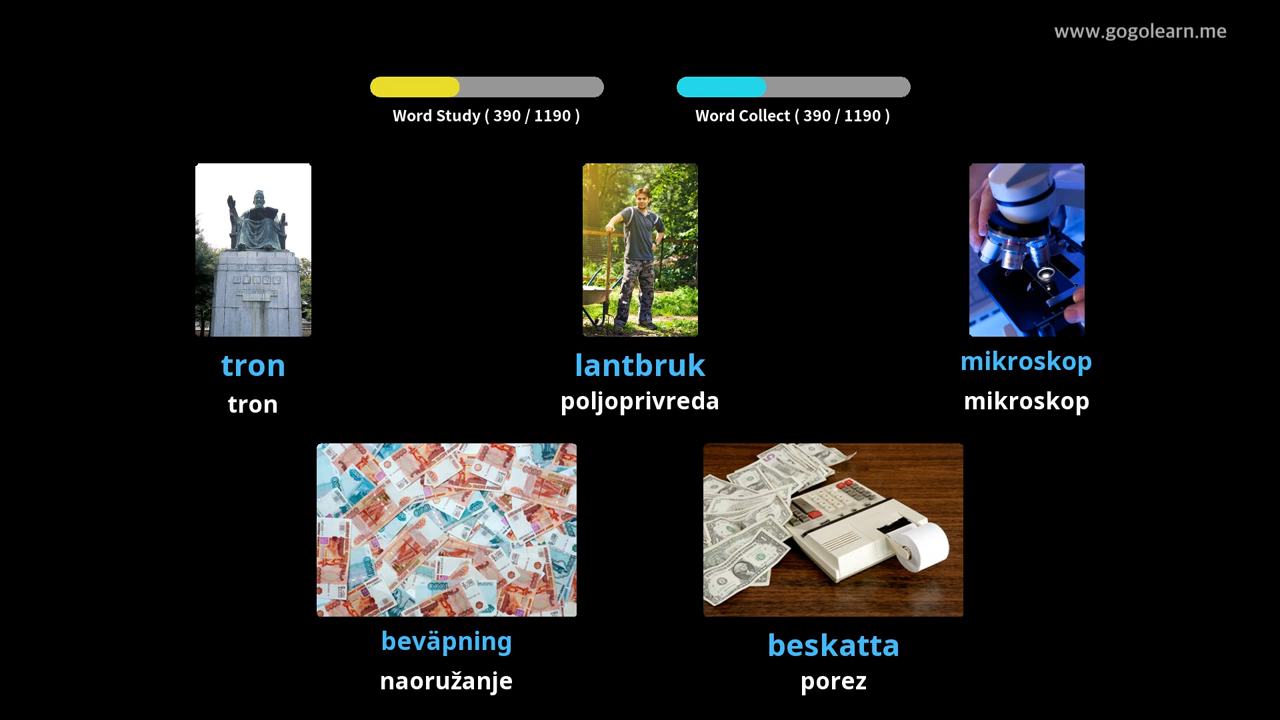 www.gogolearn.me
Word Study ( 390 / 1190 )
Word Collect ( 390 / 1190 )
tron
tron
lantbruk
poljoprivreda
mikroskop
mikroskop
beväpning
naoružanje
beskatta
porez